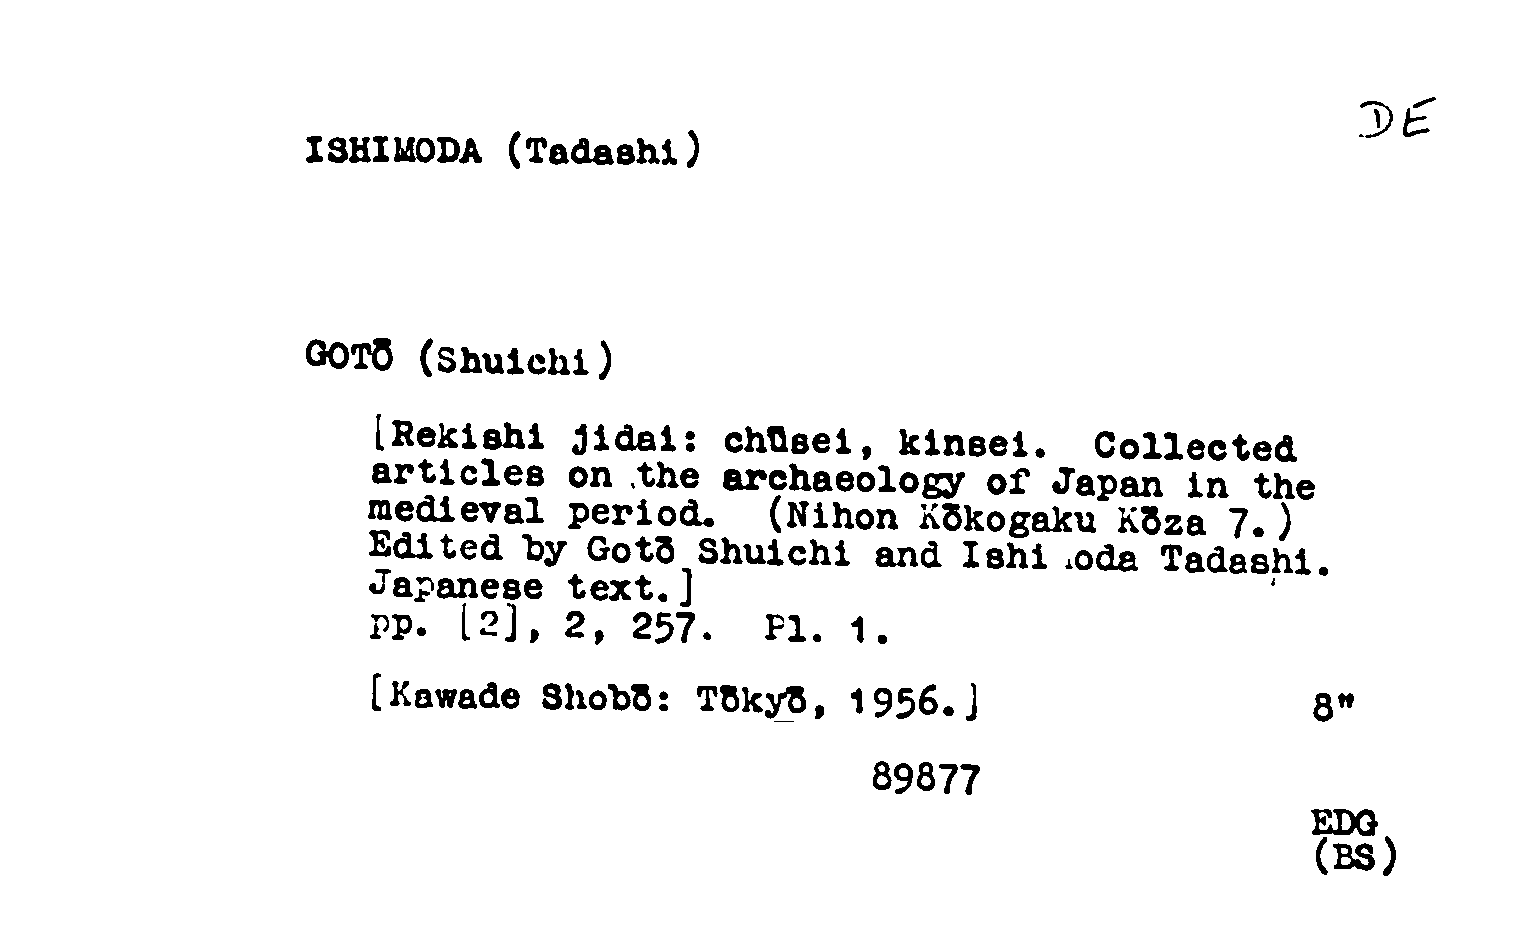 DE
ISHIMODA (Tadashi)
GOTŌ (Shuichi)
[Rekishi jidai: chūsei, kinsei. Collected
articles on the archaeology of Japan in the
medieval period. (Nihon Kōkogaku Kōza 7.)
Edited by Gotō Shuichi and Ishi oda Tadashi.
Japanese text.]
pp. [2], 2, 257. Pl. 1.
[Kawade Shobō: Tōkyō, 1956.]
8"
89877
EDG
(BS)